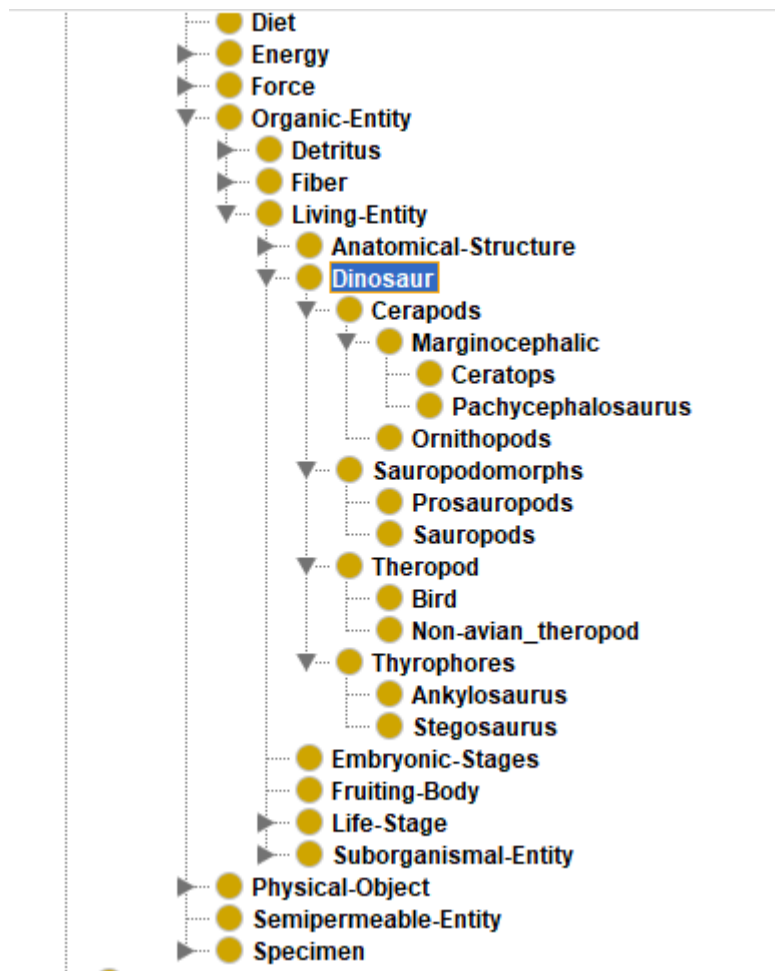 Diet
Energy
Force
Organic-Entity
Detritus
Fiber
Living-Entity
Anatomical-Structure
Dinosaur
Cerapods
Marginocephalic
Ceratops
Pachycephalosaurus
Ornithopods
Sauropodomorphs
Prosauropods
Sauropods
Theropod
Bird
Non-avian_theropod
Thyrophores
Ankylosaurus
Stegosaurus
Embryonic-Stages
Fruiting-Body
Life-Stage
Suborganismal-Entity
Physical-Object
Semipermeable-Entity
Specimen